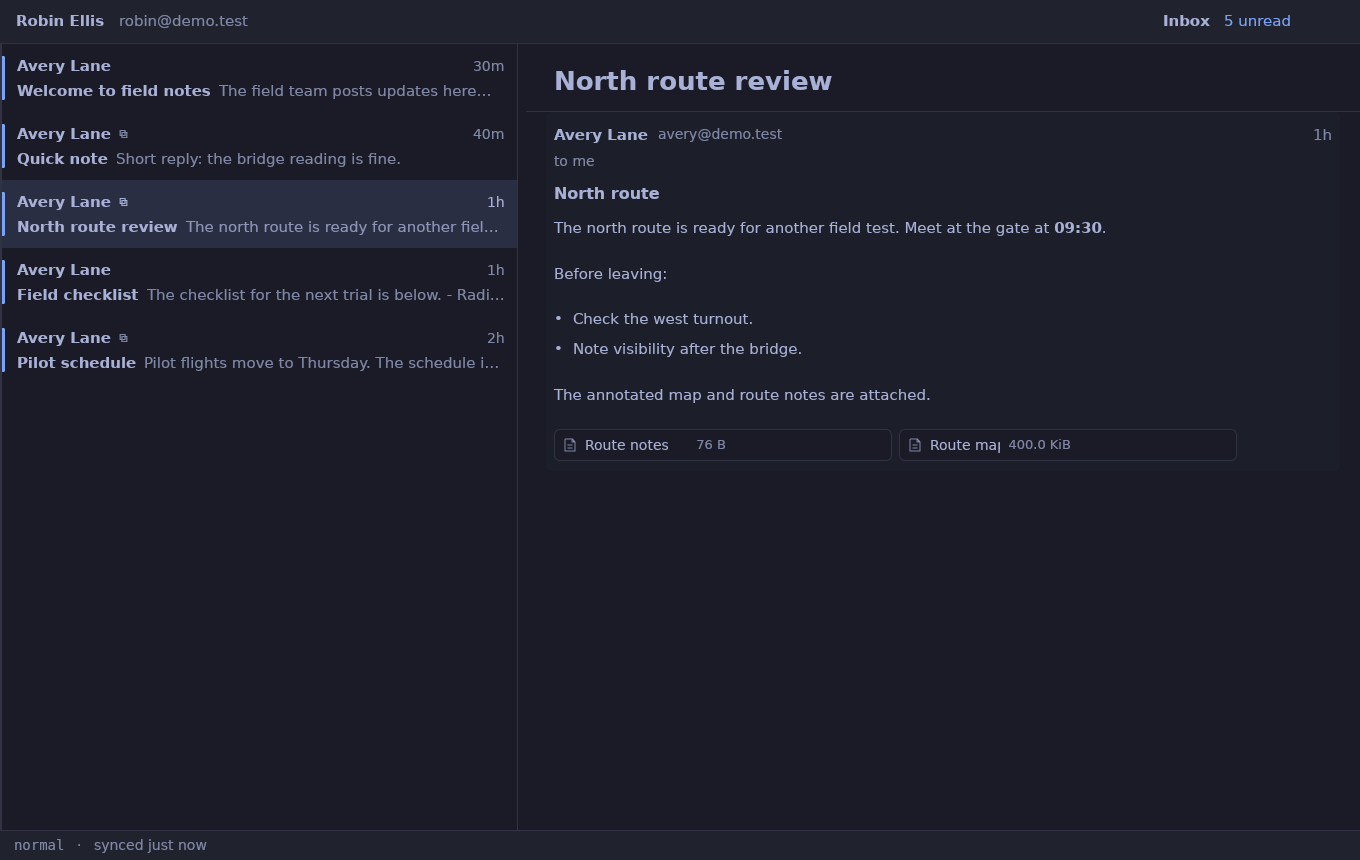 Robin Ellis robin@demo.test Inbox 5 unread
Avery Lane 30m
Welcome to field notes The field team posts updates here…
Avery Lane 40m
Quick note Short reply: the bridge reading is fine.
Avery Lane 1h
North route review The north route is ready for another fiel…
Avery Lane 1h
Field checklist The checklist for the next trial is below. - Radi…
Avery Lane 2h
Pilot schedule Pilot flights move to Thursday. The schedule i…
North route review
Avery Lane avery@demo.test 1h
to me
North route
The north route is ready for another field test. Meet at the gate at 09:30.
Before leaving:
• Check the west turnout.
• Note visibility after the bridge.
The annotated map and route notes are attached.
Route notes 76 B Route map 400.0 KiB
normal · synced just now